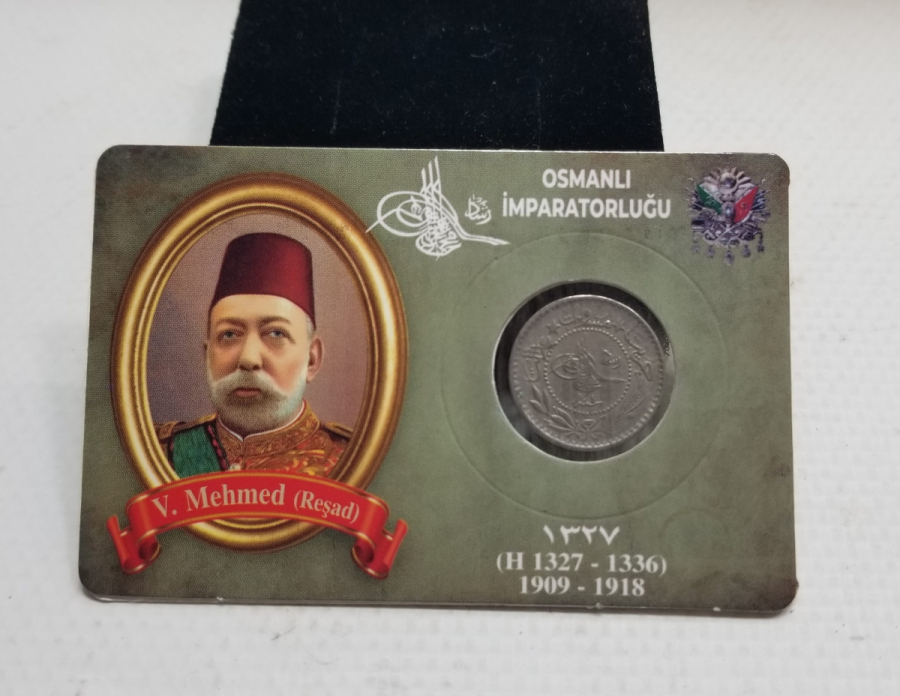 OSMANLI
İMPARATORLUĞU
V. Mehmed (Reşad)
١٣٢٧
(H 1327 - 1336)
1909 - 1918